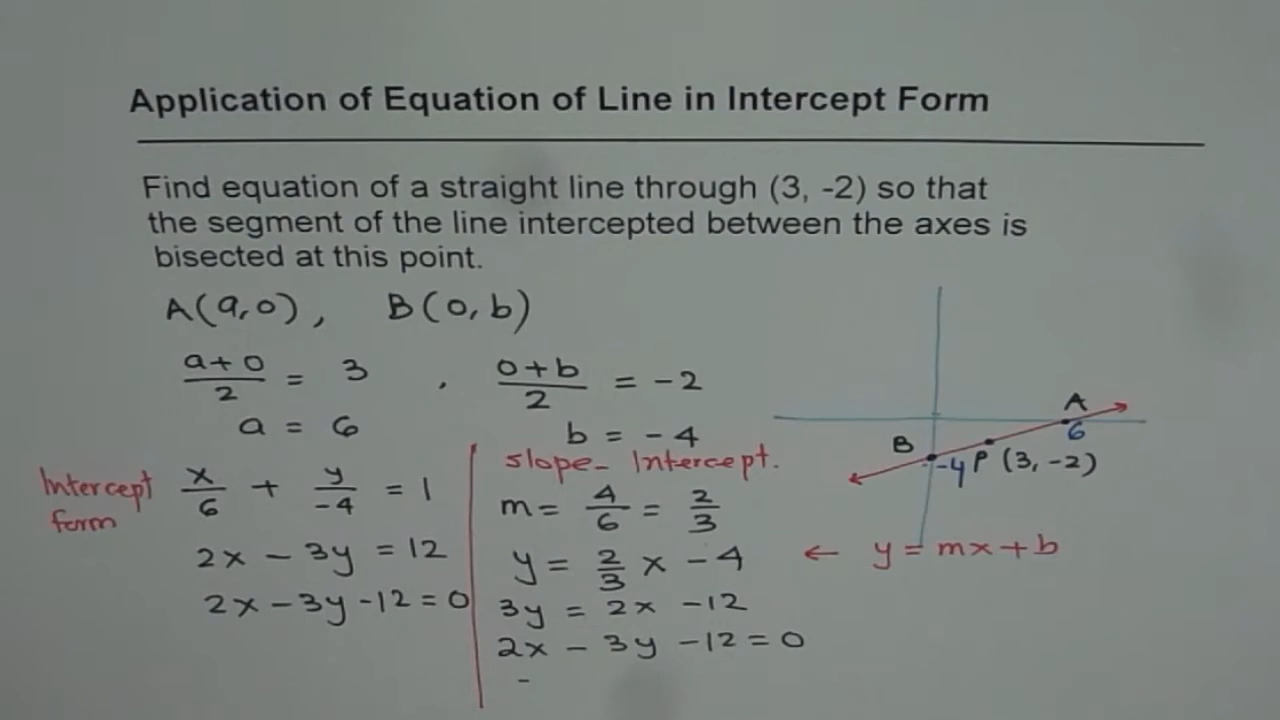 Application of Equation of Line in Intercept Form
Find equation of a straight line through (3, -2) so that
the segment of the line intercepted between the axes is
bisected at this point.
A(a,0), B(0,b)
a+0/2 = 3 , 0+b/2 = -2
a = 6 b = -4
Intercept form
x/6 + y/-4 = 1
2x - 3y = 12
2x - 3y - 12 = 0
slope- Intercept.
m = 4/6 = 2/3
y = 2/3 x - 4 ← y = mx + b
3y = 2x - 12
2x - 3y - 12 = 0
A
6
B
-4
P (3, -2)